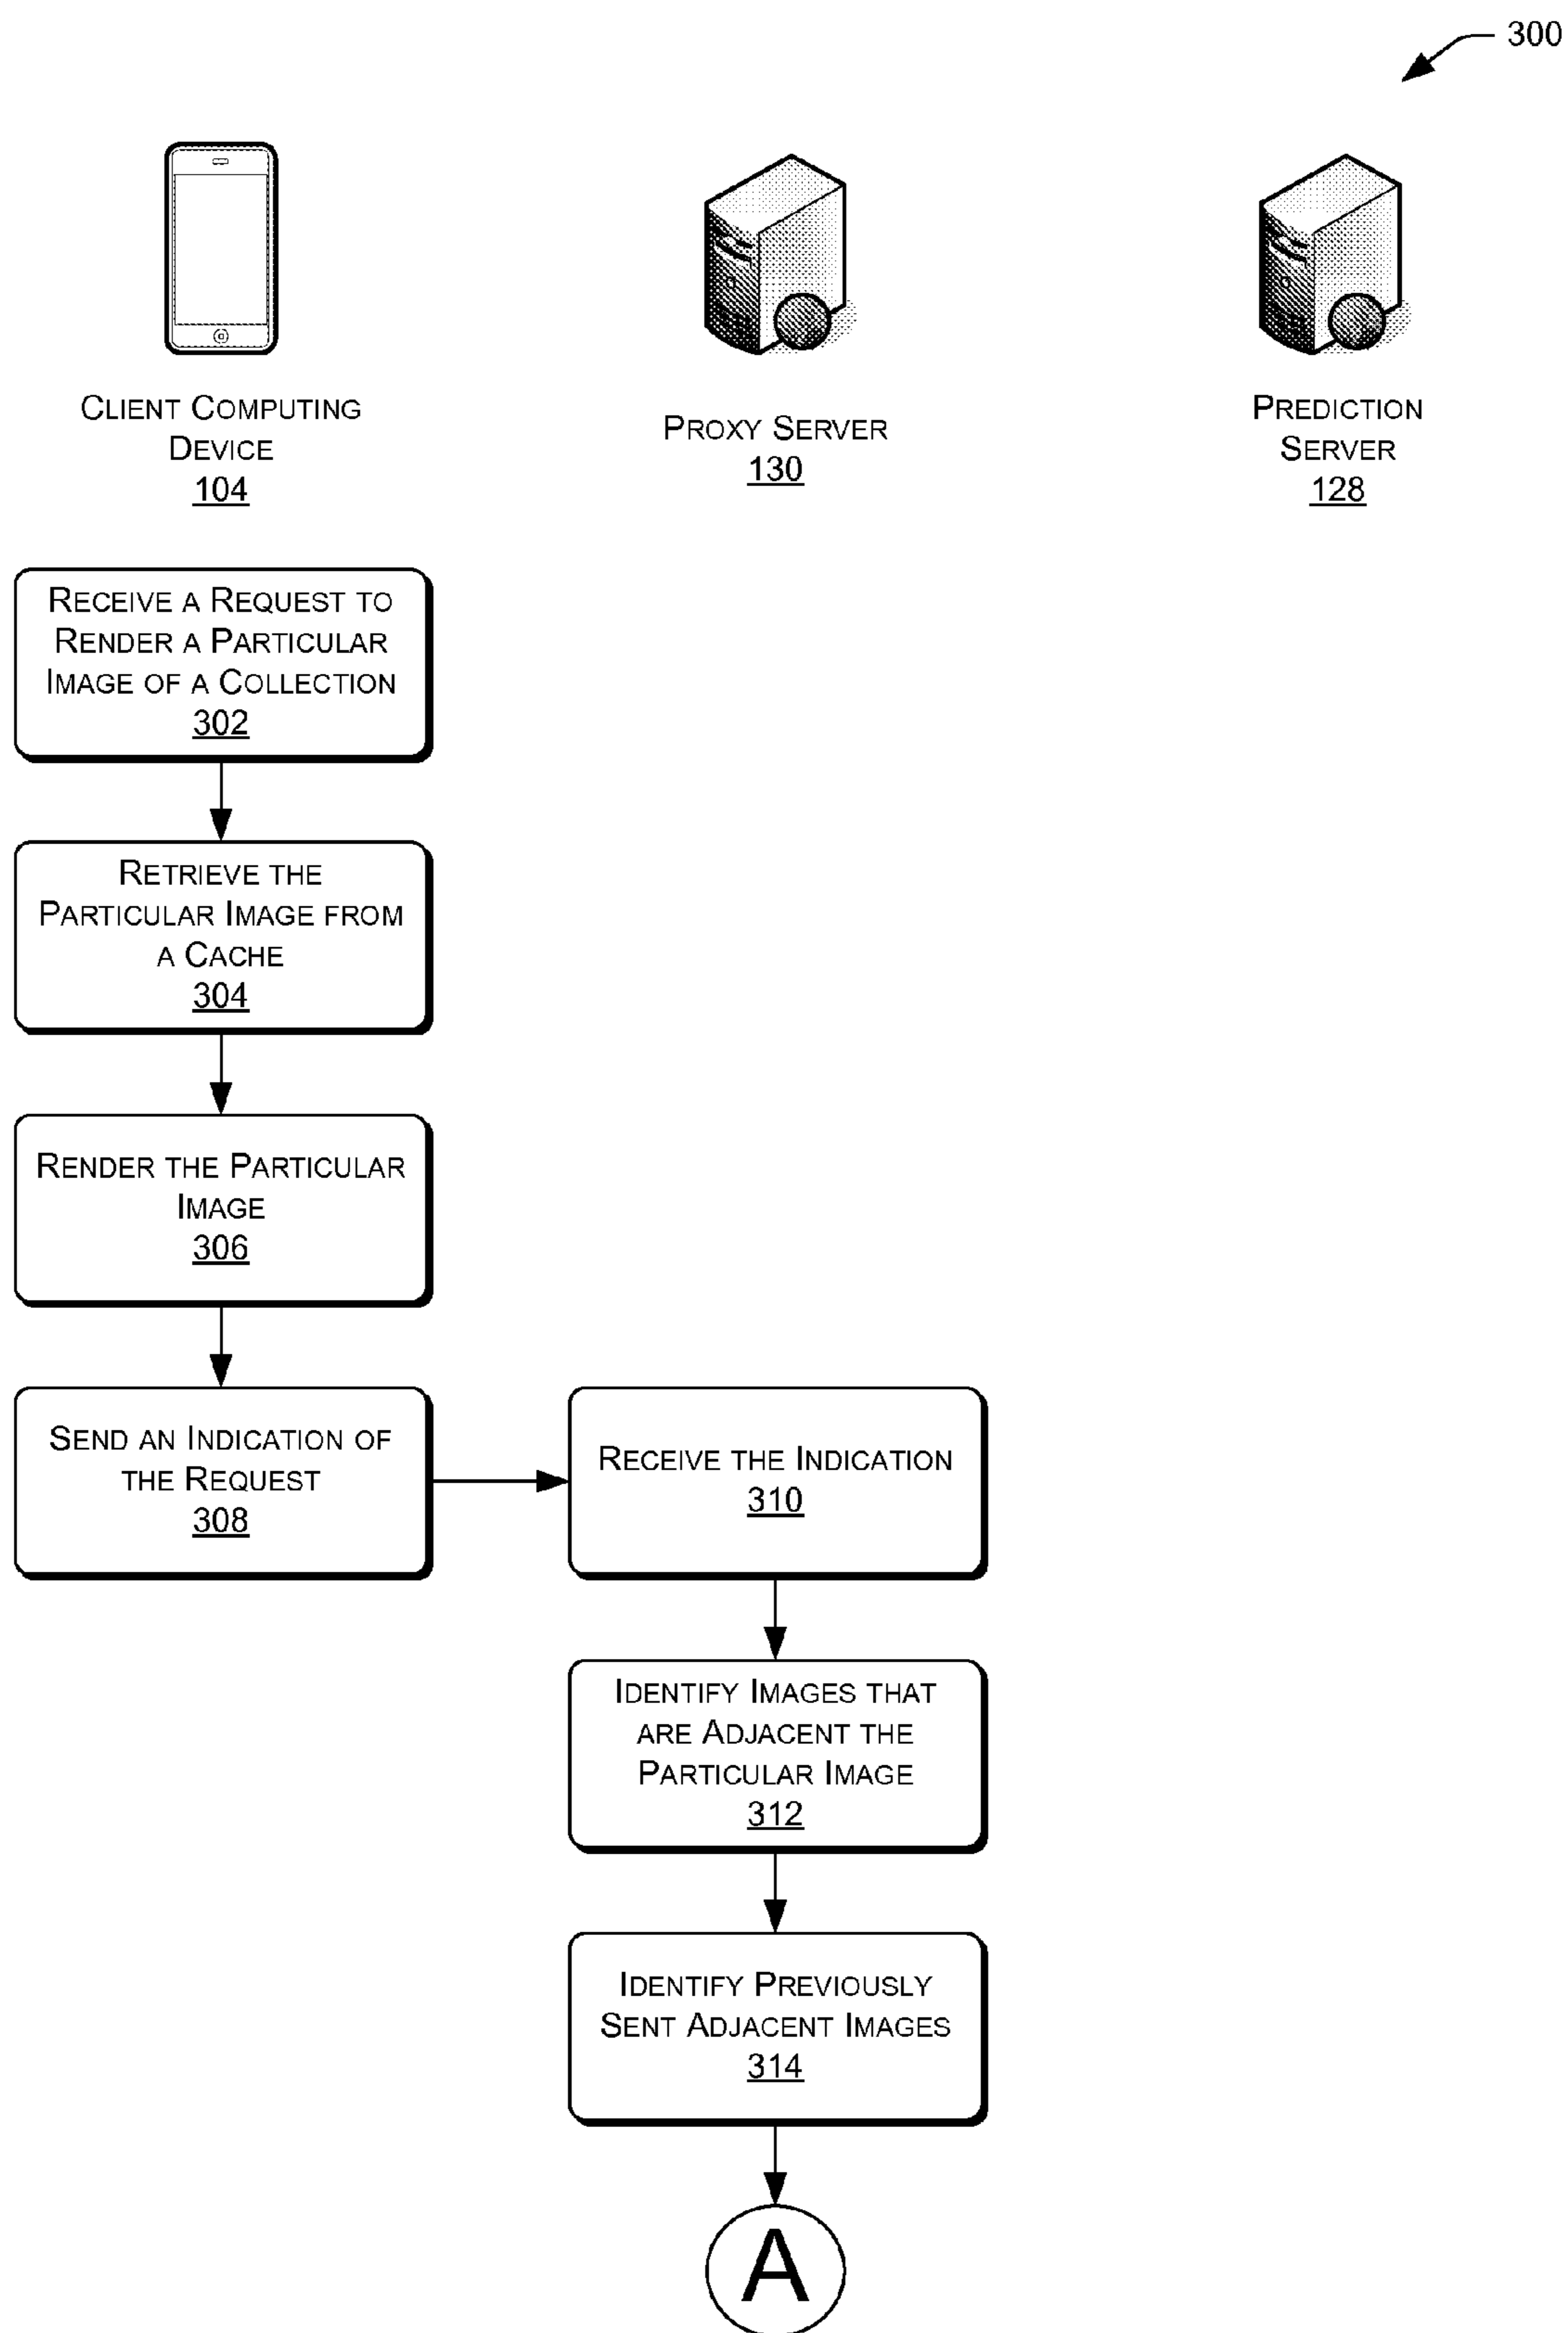 300
Client Computing
Device
104
Proxy Server
130
Prediction
Server
128
Receive a Request to
Render a Particular
Image of a Collection
302
Retrieve the
Particular Image from
a Cache
304
Render the Particular
Image
306
Send an Indication of
the Request
308
Receive the Indication
310
Identify Images that
are Adjacent the
Particular Image
312
Identify Previously
Sent Adjacent Images
314
A